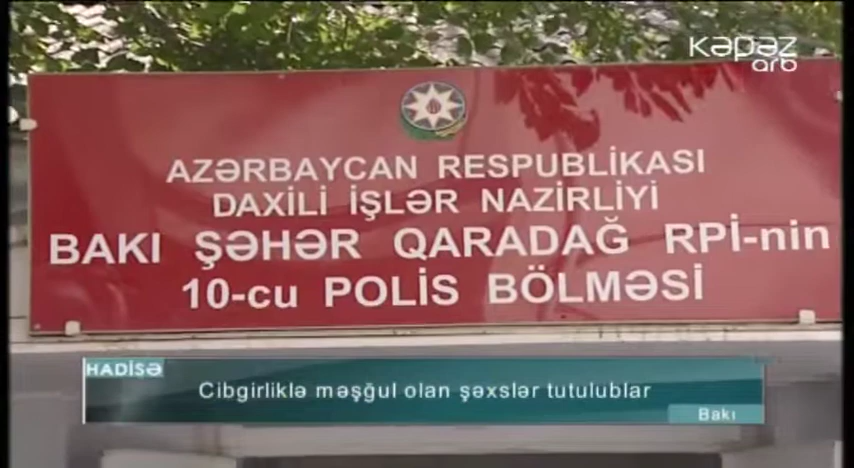 kəpəz
arb
AZƏRBAYCAN RESPUBLİKASI
DAXİLİ İŞLƏR NAZİRLİYİ
BAKI ŞƏHƏR QARADAĞ RPİ-nin
10-cu POLİS BÖLMƏSİ
HADİSƏ
Cibgirliklə məşğul olan şəxslər tutulublar
Bakı